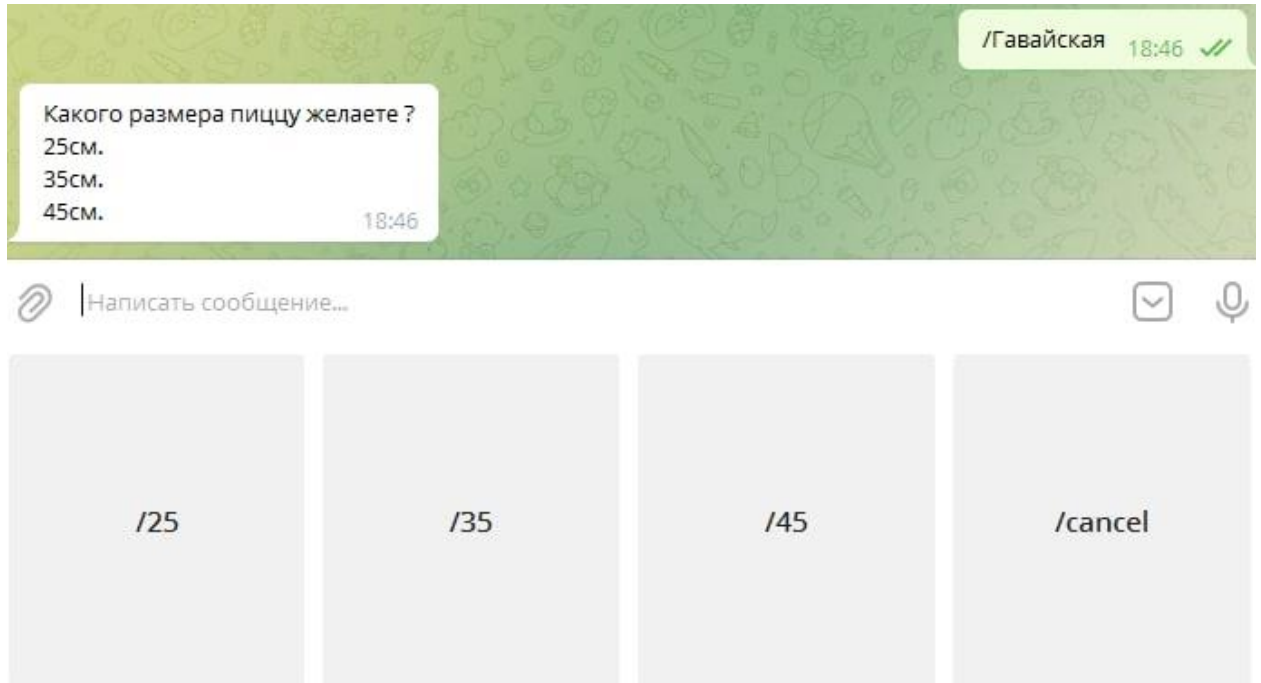 /Гавайская 18:46
Какого размера пиццу желаете ?
25см.
35см.
45см. 18:46
Написать сообщение...
/25 /35 /45 /cancel